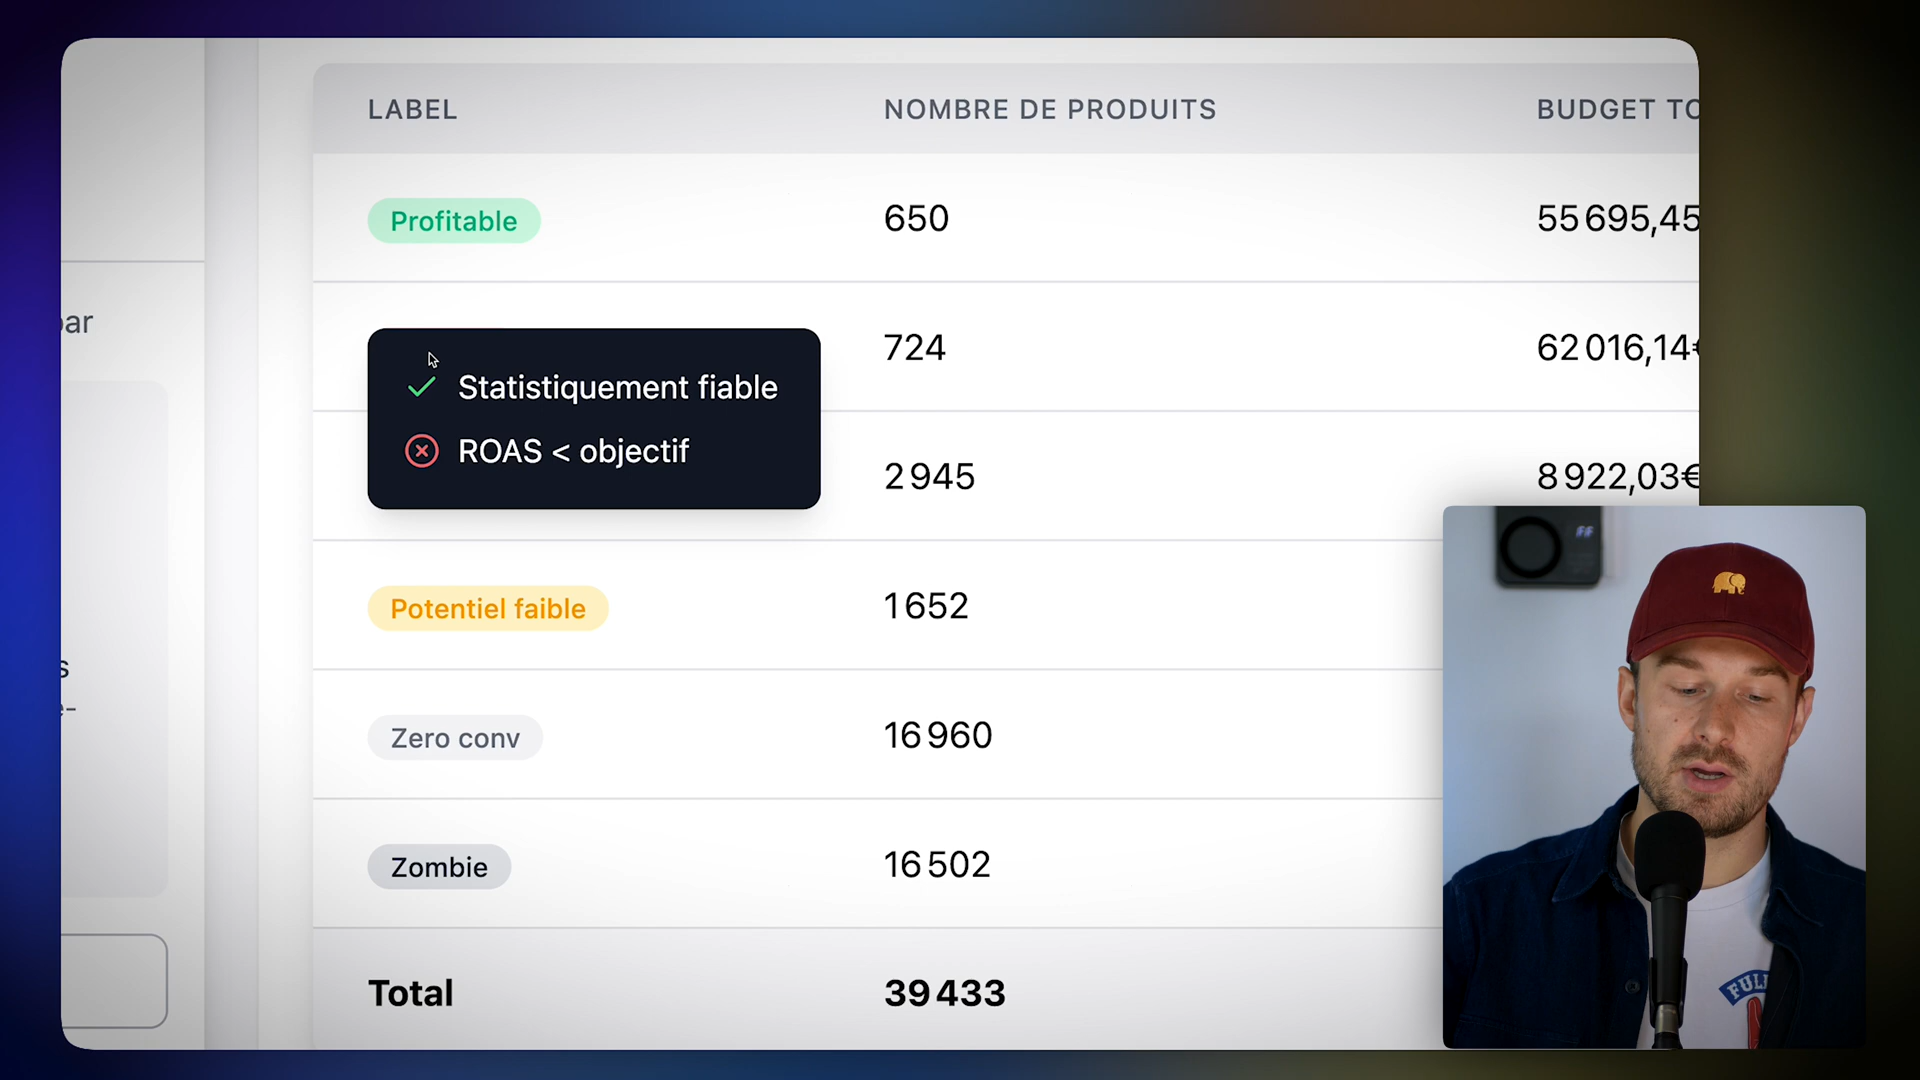 LABEL NOMBRE DE PRODUITS BUDGET TO
Profitable 650 55 695,45
724 62 016,14€
Statistiquement fiable
ROAS < objectif
2 945 8 922,03€
Potentiel faible 1 652
Zero conv 16 960
Zombie 16 502
Total 39 433
par
s
e-
FULL